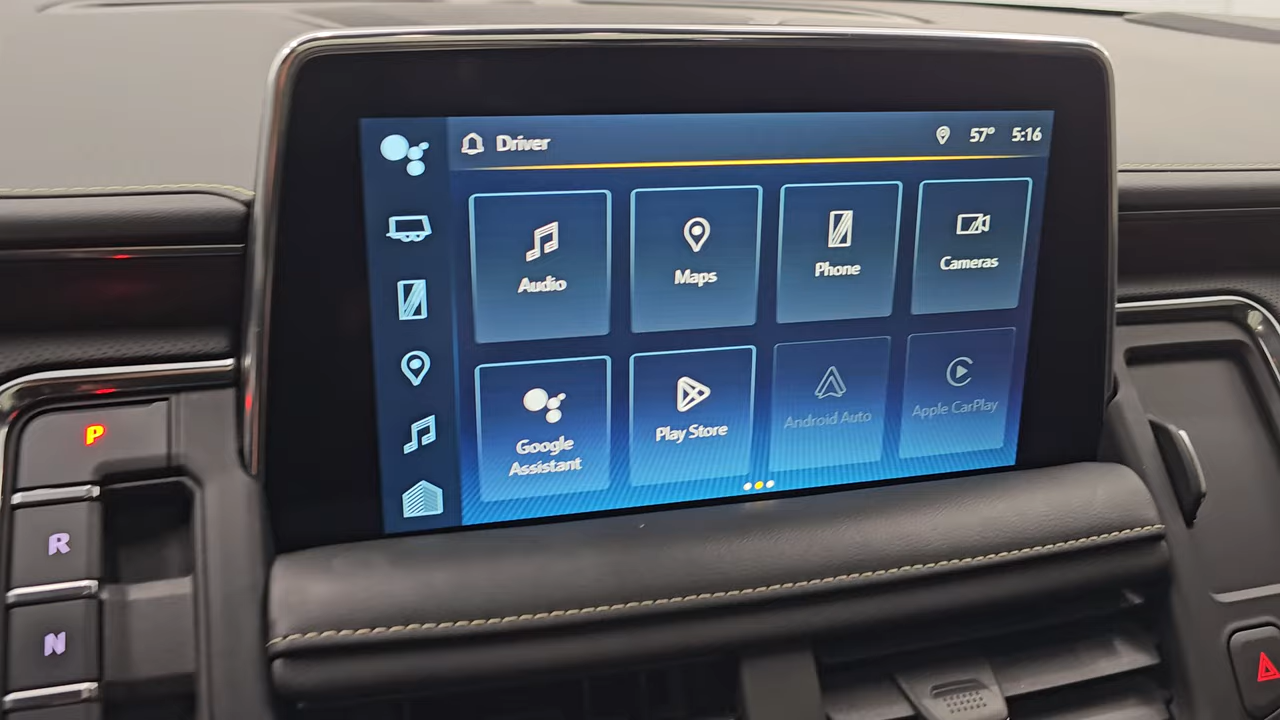 Driver
57° 5:16
Audio
Maps
Phone
Cameras
Google
Assistant
Play Store
Android Auto
Apple CarPlay
P
R
N